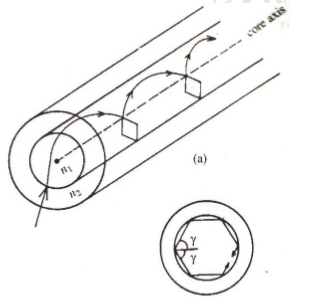 core axis
n1
n2
(a)
γ
γ